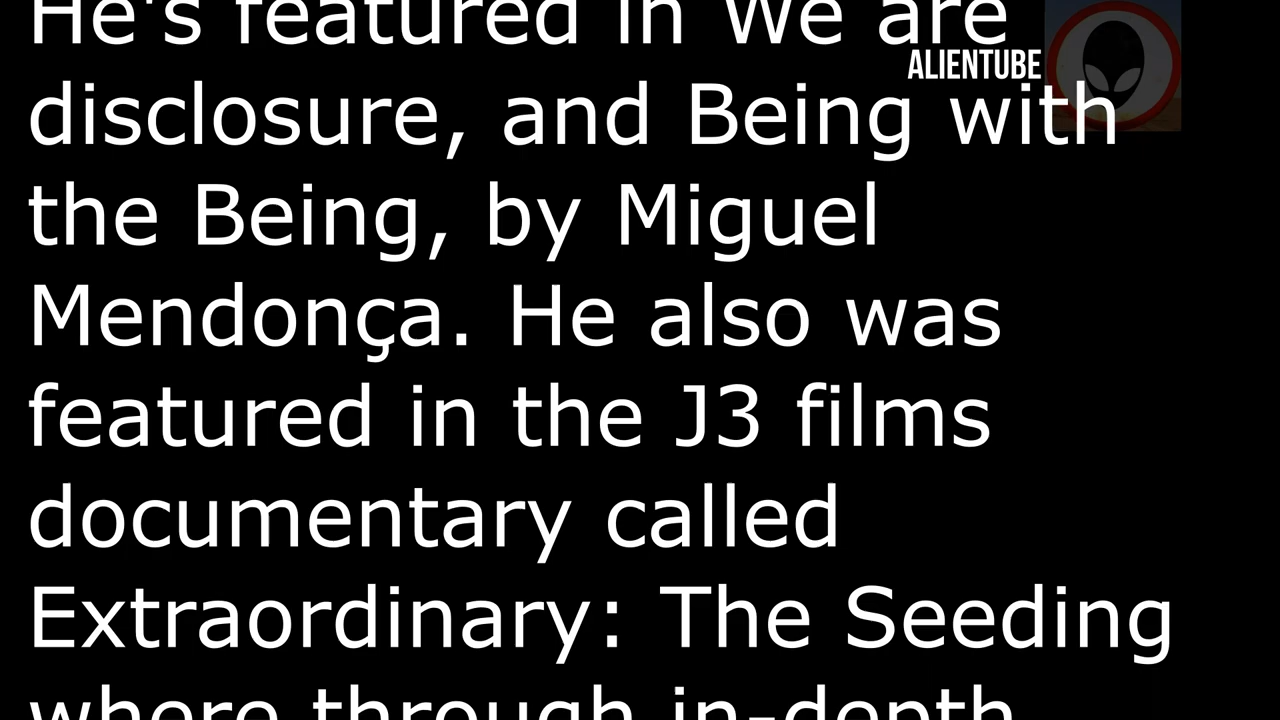 He's featured in We are
ALIENTUBE
disclosure, and Being with
the Being, by Miguel
Mendonça. He also was
featured in the J3 films
documentary called
Extraordinary: The Seeding
where through in-depth